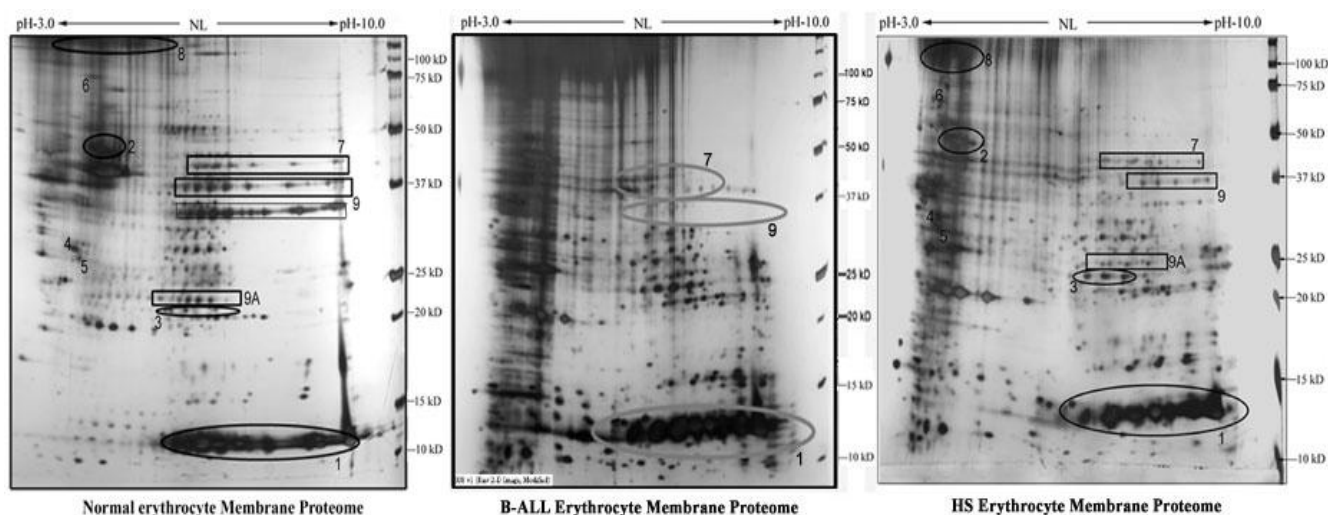 pH-3.0 NL pH-10.0
8
100 kD
75 kD
6
50 kD
2
7
37 kD
9
4
5
25 kD
9A
3
20 kD
15 kD
10 kD
1
Normal erythrocyte Membrane Proteome
pH-3.0 NL pH-10.0
100 kD
75 kD
50 kD
7
37 kD
9
25 kD
20 kD
15 kD
1
10 kD
B-ALL Erythrocyte Membrane Proteome
pH-3.0 NL pH-10.0
8
100 kD
75 kD
6
50 kD
2
7
37 kD
9
4
5
25 kD
9A
3
20 kD
15 kD
1
10 kD
HS Erythrocyte Membrane Proteome